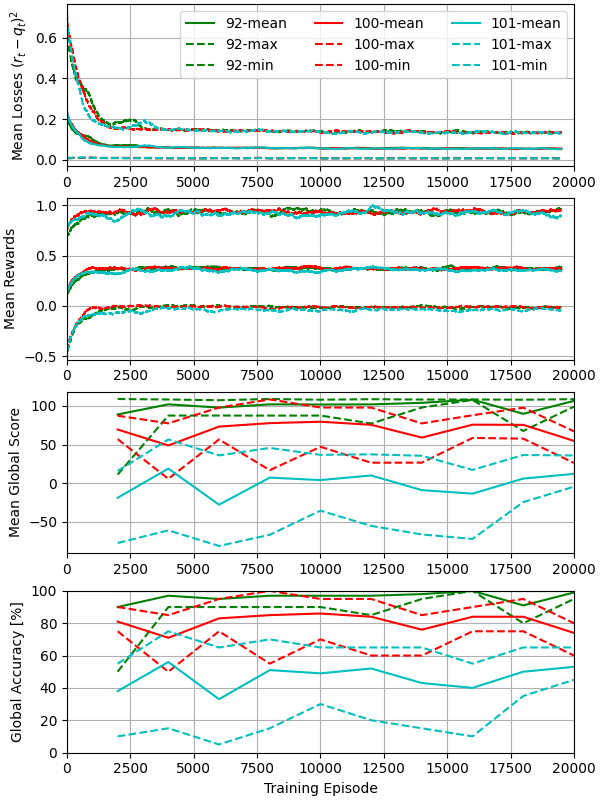 Mean Losses $(r_t - q_t)^2$
0.6
0.4
0.2
0.0
92-mean 100-mean 101-mean
92-max 100-max 101-max
92-min 100-min 101-min
0 2500 5000 7500 10000 12500 15000 17500 20000
Mean Rewards
1.0
0.5
0.0
−0.5
0 2500 5000 7500 10000 12500 15000 17500 20000
Mean Global Score
100
50
0
−50
0 2500 5000 7500 10000 12500 15000 17500 20000
Global Accuracy [%]
100
80
60
40
20
0
0 2500 5000 7500 10000 12500 15000 17500 20000
Training Episode